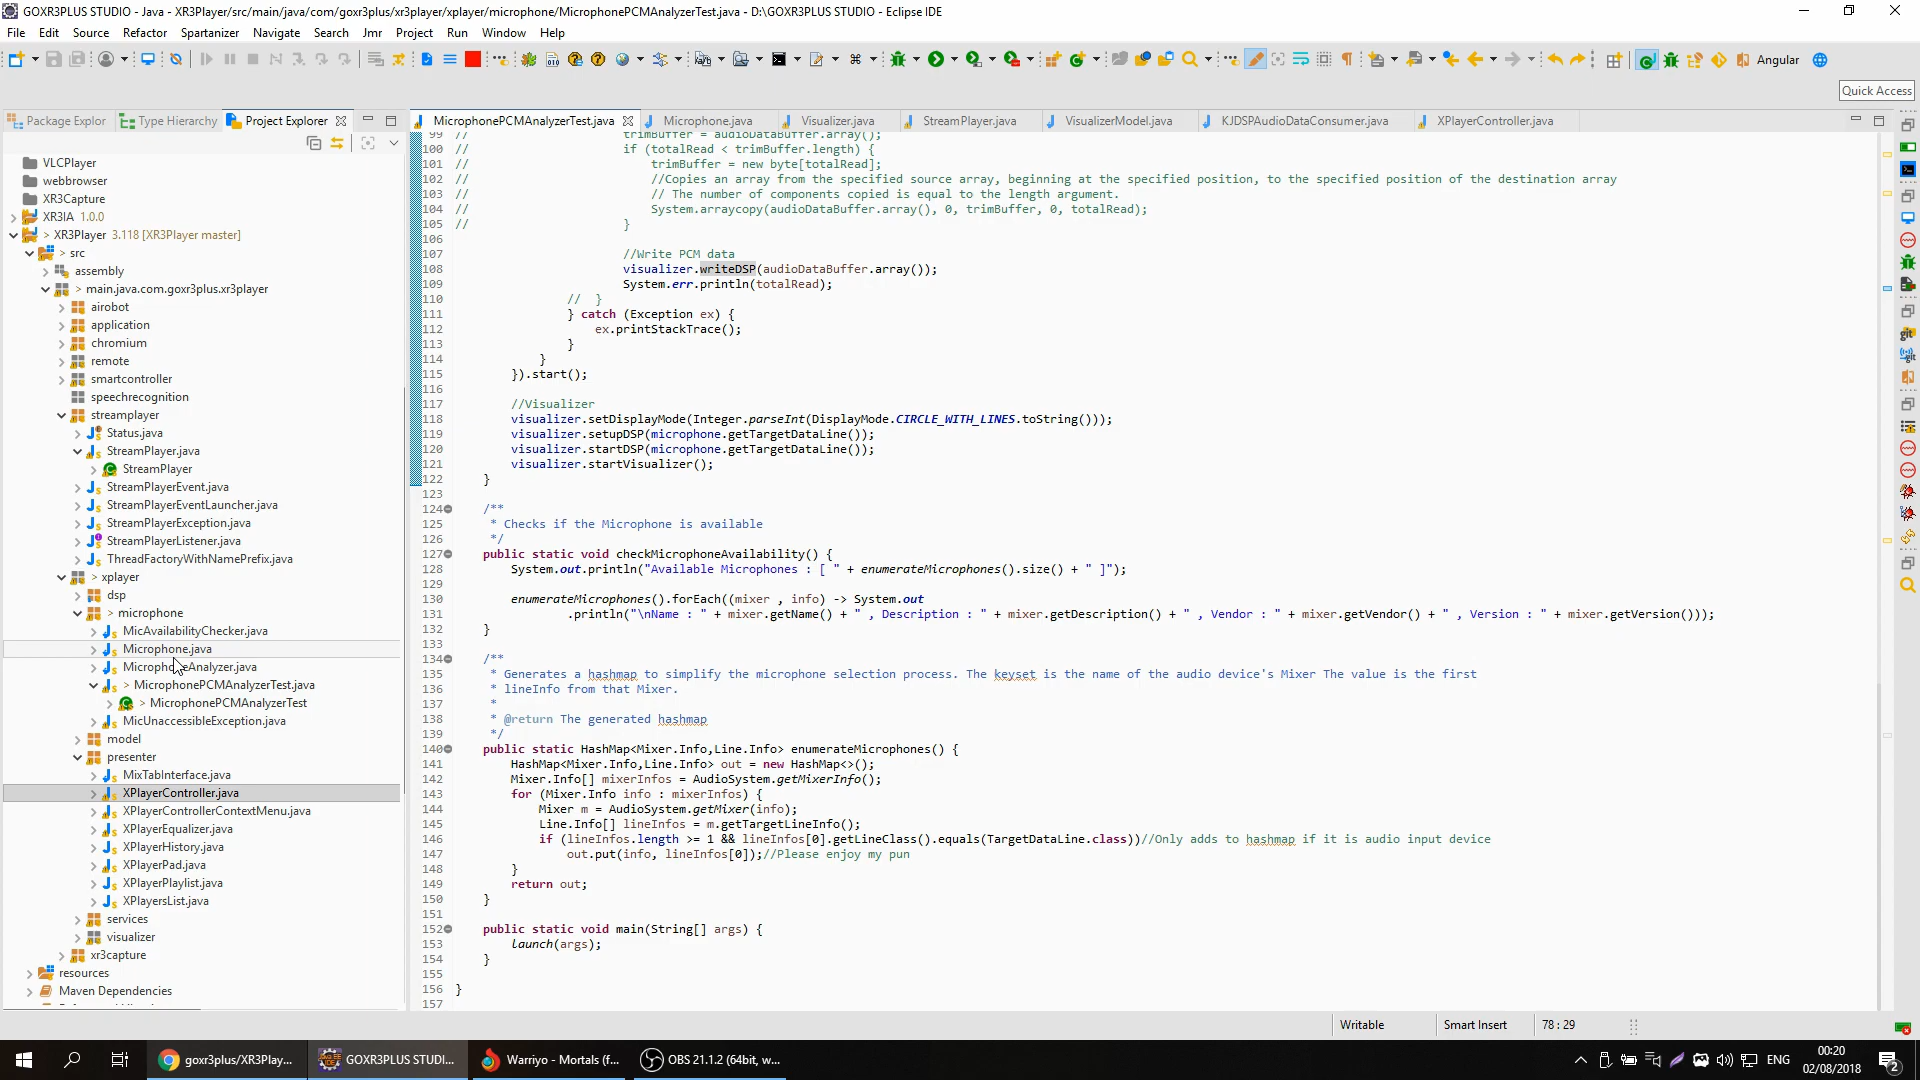 GOXR3PLUS STUDIO - Java - XR3Player/src/main/java/com/goxr3plus/xr3player/xplayer/microphone/MicrophonePCMAnalyzerTest.java - D:\GOXR3PLUS STUDIO - Eclipse IDE
File Edit Source Refactor Spartanizer Navigate Search Jmr Project Run Window Help
Angular
Quick Access
Package Explor Type Hierarchy Project Explorer
MicrophonePCMAnalyzerTest.java Microphone.java Visualizer.java StreamPlayer.java VisualizerModel.java KJDSPAudioDataConsumer.java XPlayerController.java
VLCPlayer
webbrowser
XR3Capture
XR3IA 1.0.0
> XR3Player 3.118 [XR3Player master]
> src
assembly
> main.java.com.goxr3plus.xr3player
airobot
application
chromium
remote
smartcontroller
speechrecognition
streamplayer
Status.java
StreamPlayer.java
StreamPlayer
StreamPlayerEvent.java
StreamPlayerEventLauncher.java
StreamPlayerException.java
StreamPlayerListener.java
ThreadFactoryWithNamePrefix.java
> xplayer
dsp
> microphone
MicAvailabilityChecker.java
Microphone.java
MicrophoneAnalyzer.java
> MicrophonePCMAnalyzerTest.java
> MicrophonePCMAnalyzerTest
MicUnaccessibleException.java
model
presenter
MixTabInterface.java
XPlayerController.java
XPlayerControllerContextMenu.java
XPlayerEqualizer.java
XPlayerHistory.java
XPlayerPad.java
XPlayerPlaylist.java
XPlayersList.java
services
visualizer
xr3capture
resources
Maven Dependencies
99 // trimBuffer = audioDataBuffer.array();
100 // if (totalRead < trimBuffer.length) {
101 // trimBuffer = new byte[totalRead];
102 // //Copies an array from the specified source array, beginning at the specified position, to the specified position of the destination array
103 // // The number of components copied is equal to the length argument.
104 // System.arraycopy(audioDataBuffer.array(), 0, trimBuffer, 0, totalRead);
105 // }
106
107 //Write PCM data
108 visualizer.writeDSP(audioDataBuffer.array());
109 System.err.println(totalRead);
110 // }
111 } catch (Exception ex) {
112 ex.printStackTrace();
113 }
114 }
115 }).start();
116
117 //Visualizer
118 visualizer.setDisplayMode(Integer.parseInt(DisplayMode.CIRCLE_WITH_LINES.toString()));
119 visualizer.setupDSP(microphone.getTargetDataLine());
120 visualizer.startDSP(microphone.getTargetDataLine());
121 visualizer.startVisualizer();
122 }
123
124 /**
125 * Checks if the Microphone is available
126 */
127 public static void checkMicrophoneAvailability() {
128 System.out.println("Available Microphones : [ " + enumerateMicrophones().size() + " ]");
129
130 enumerateMicrophones().forEach((mixer , info) -> System.out
131 .println("\nName : " + mixer.getName() + " , Description : " + mixer.getDescription() + " , Vendor : " + mixer.getVendor() + " , Version : " + mixer.getVersion()));
132 }
133
134 /**
135 * Generates a hashmap to simplify the microphone selection process. The keyset is the name of the audio device's Mixer The value is the first
136 * lineInfo from that Mixer.
137 *
138 * @return The generated hashmap
139 */
140 public static HashMap<Mixer.Info,Line.Info> enumerateMicrophones() {
141 HashMap<Mixer.Info,Line.Info> out = new HashMap<>();
142 Mixer.Info[] mixerInfos = AudioSystem.getMixerInfo();
143 for (Mixer.Info info : mixerInfos) {
144 Mixer m = AudioSystem.getMixer(info);
145 Line.Info[] lineInfos = m.getTargetLineInfo();
146 if (lineInfos.length >= 1 && lineInfos[0].getLineClass().equals(TargetDataLine.class))//Only adds to hashmap if it is audio input device
147 out.put(info, lineInfos[0]);//Please enjoy my pun
148 }
149 return out;
150 }
151
152 public static void main(String[] args) {
153 launch(args);
154 }
155
156 }
157
Writable Smart Insert 78 : 29
goxr3plus/XR3Play... GOXR3PLUS STUDI... Warriyo - Mortals (f... OBS 21.1.2 (64bit, w... ENG 00:20
02/08/2018 2